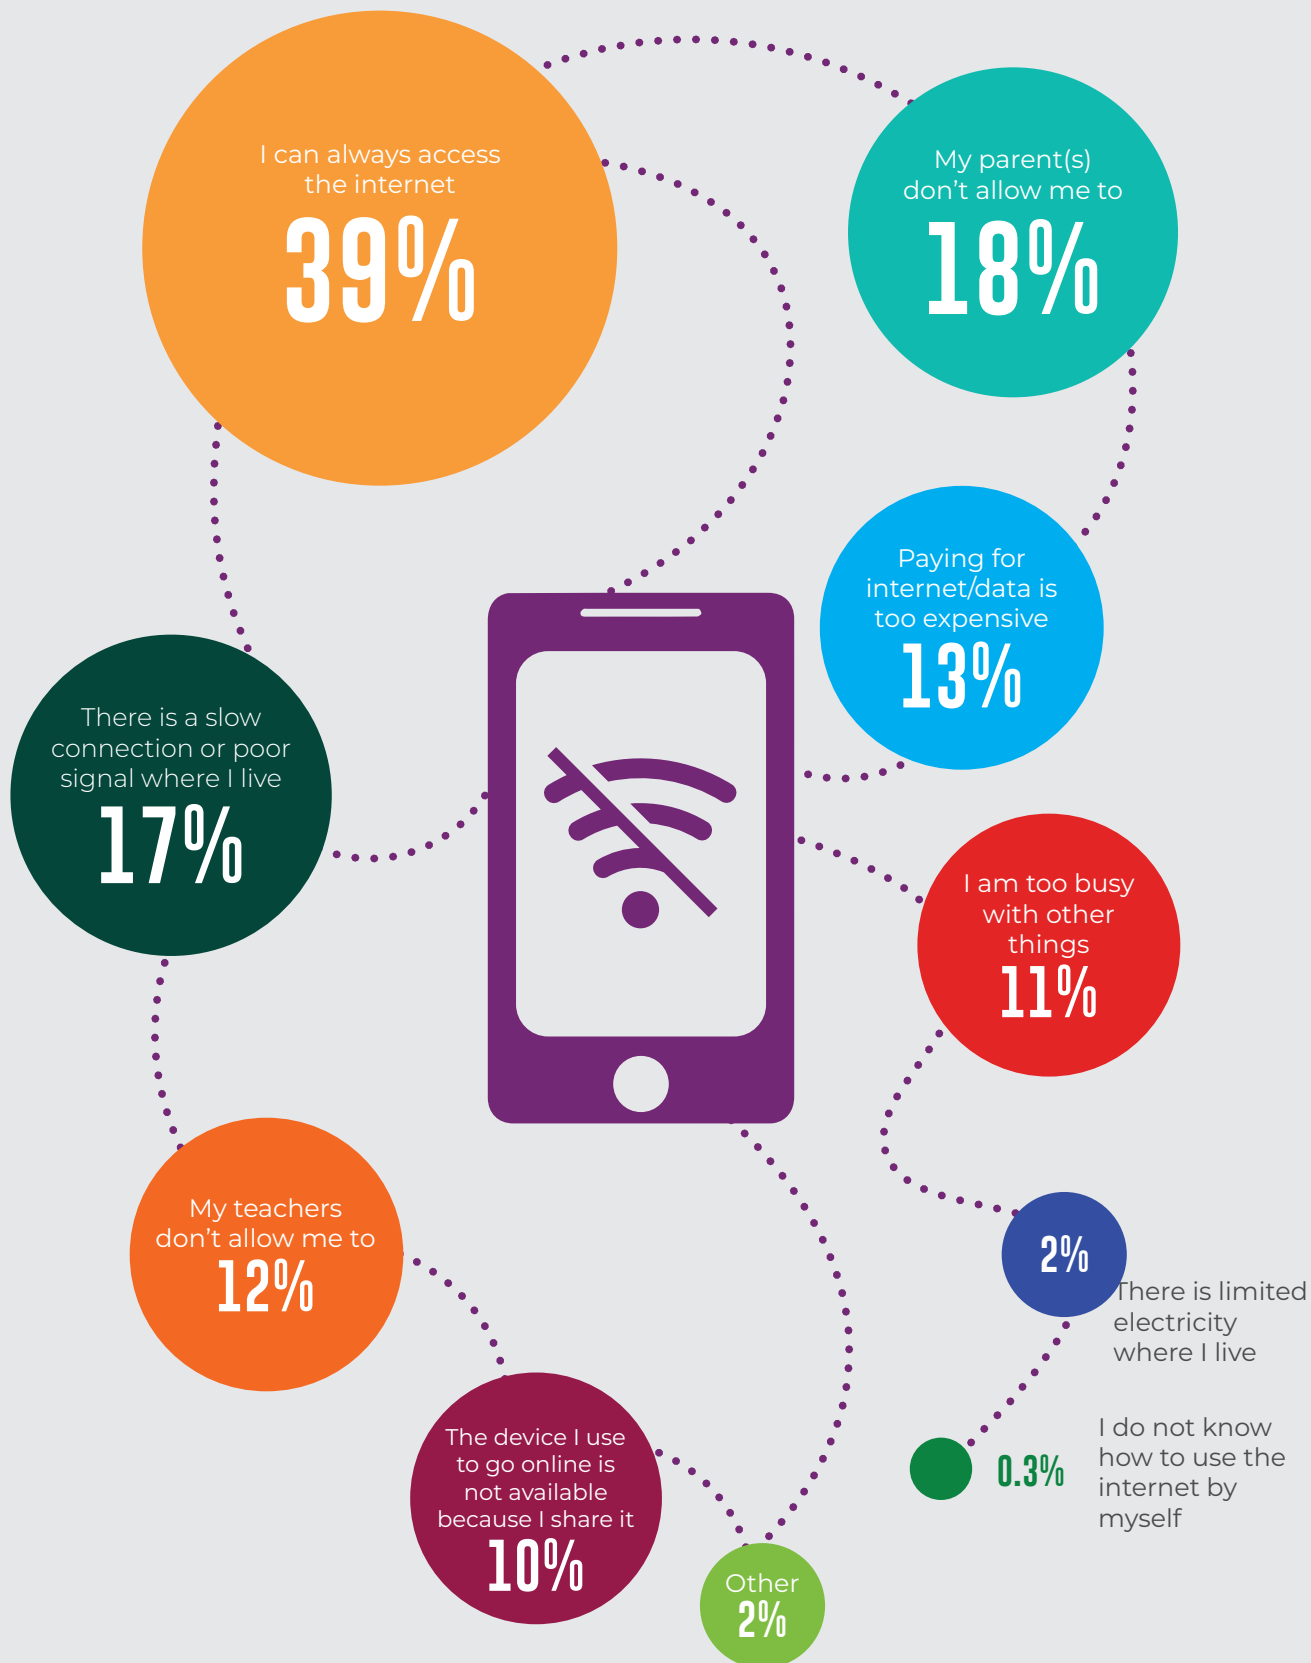 I can always access
the internet
39%
My parent(s)
don’t allow me to
18%
Paying for
internet/data is
too expensive
13%
There is a slow
connection or poor
signal where I live
17%
I am too busy
with other
things
11%
My teachers
don’t allow me to
12%
2%
There is limited
electricity
where I live
The device I use
to go online is
not available
because I share it
10%
0.3%
I do not know
how to use the
internet by
myself
Other
2%